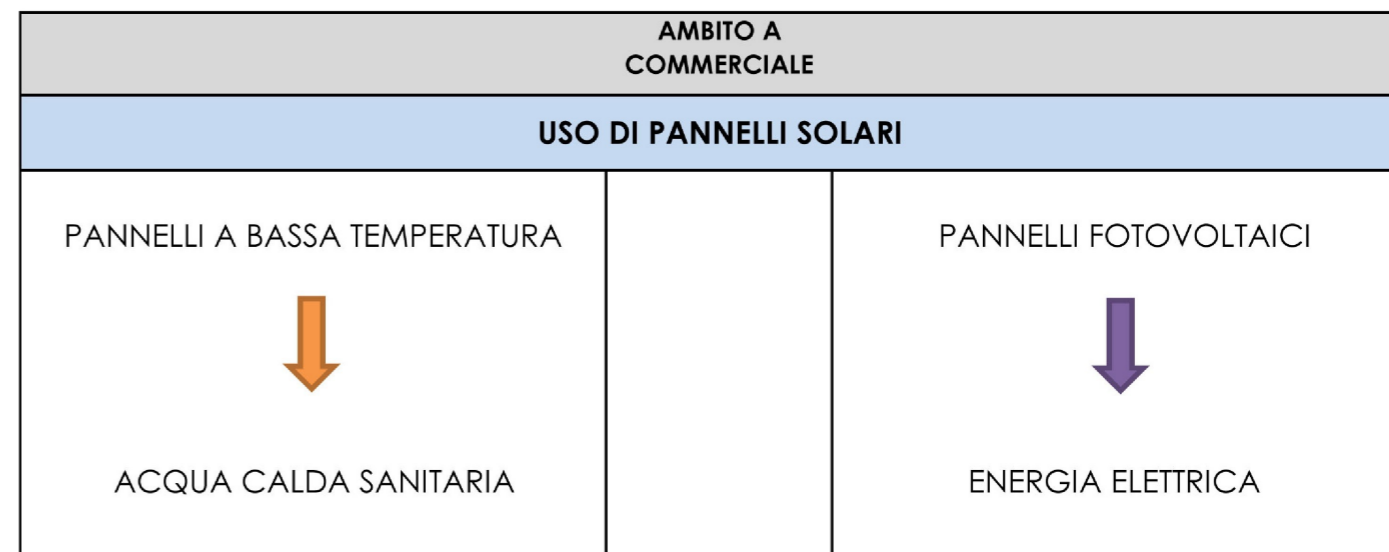 AMBITO A
COMMERCIALE
USO DI PANNELLI SOLARI
PANNELLI A BASSA TEMPERATURA
PANNELLI FOTOVOLTAICI
ACQUA CALDA SANITARIA
ENERGIA ELETTRICA